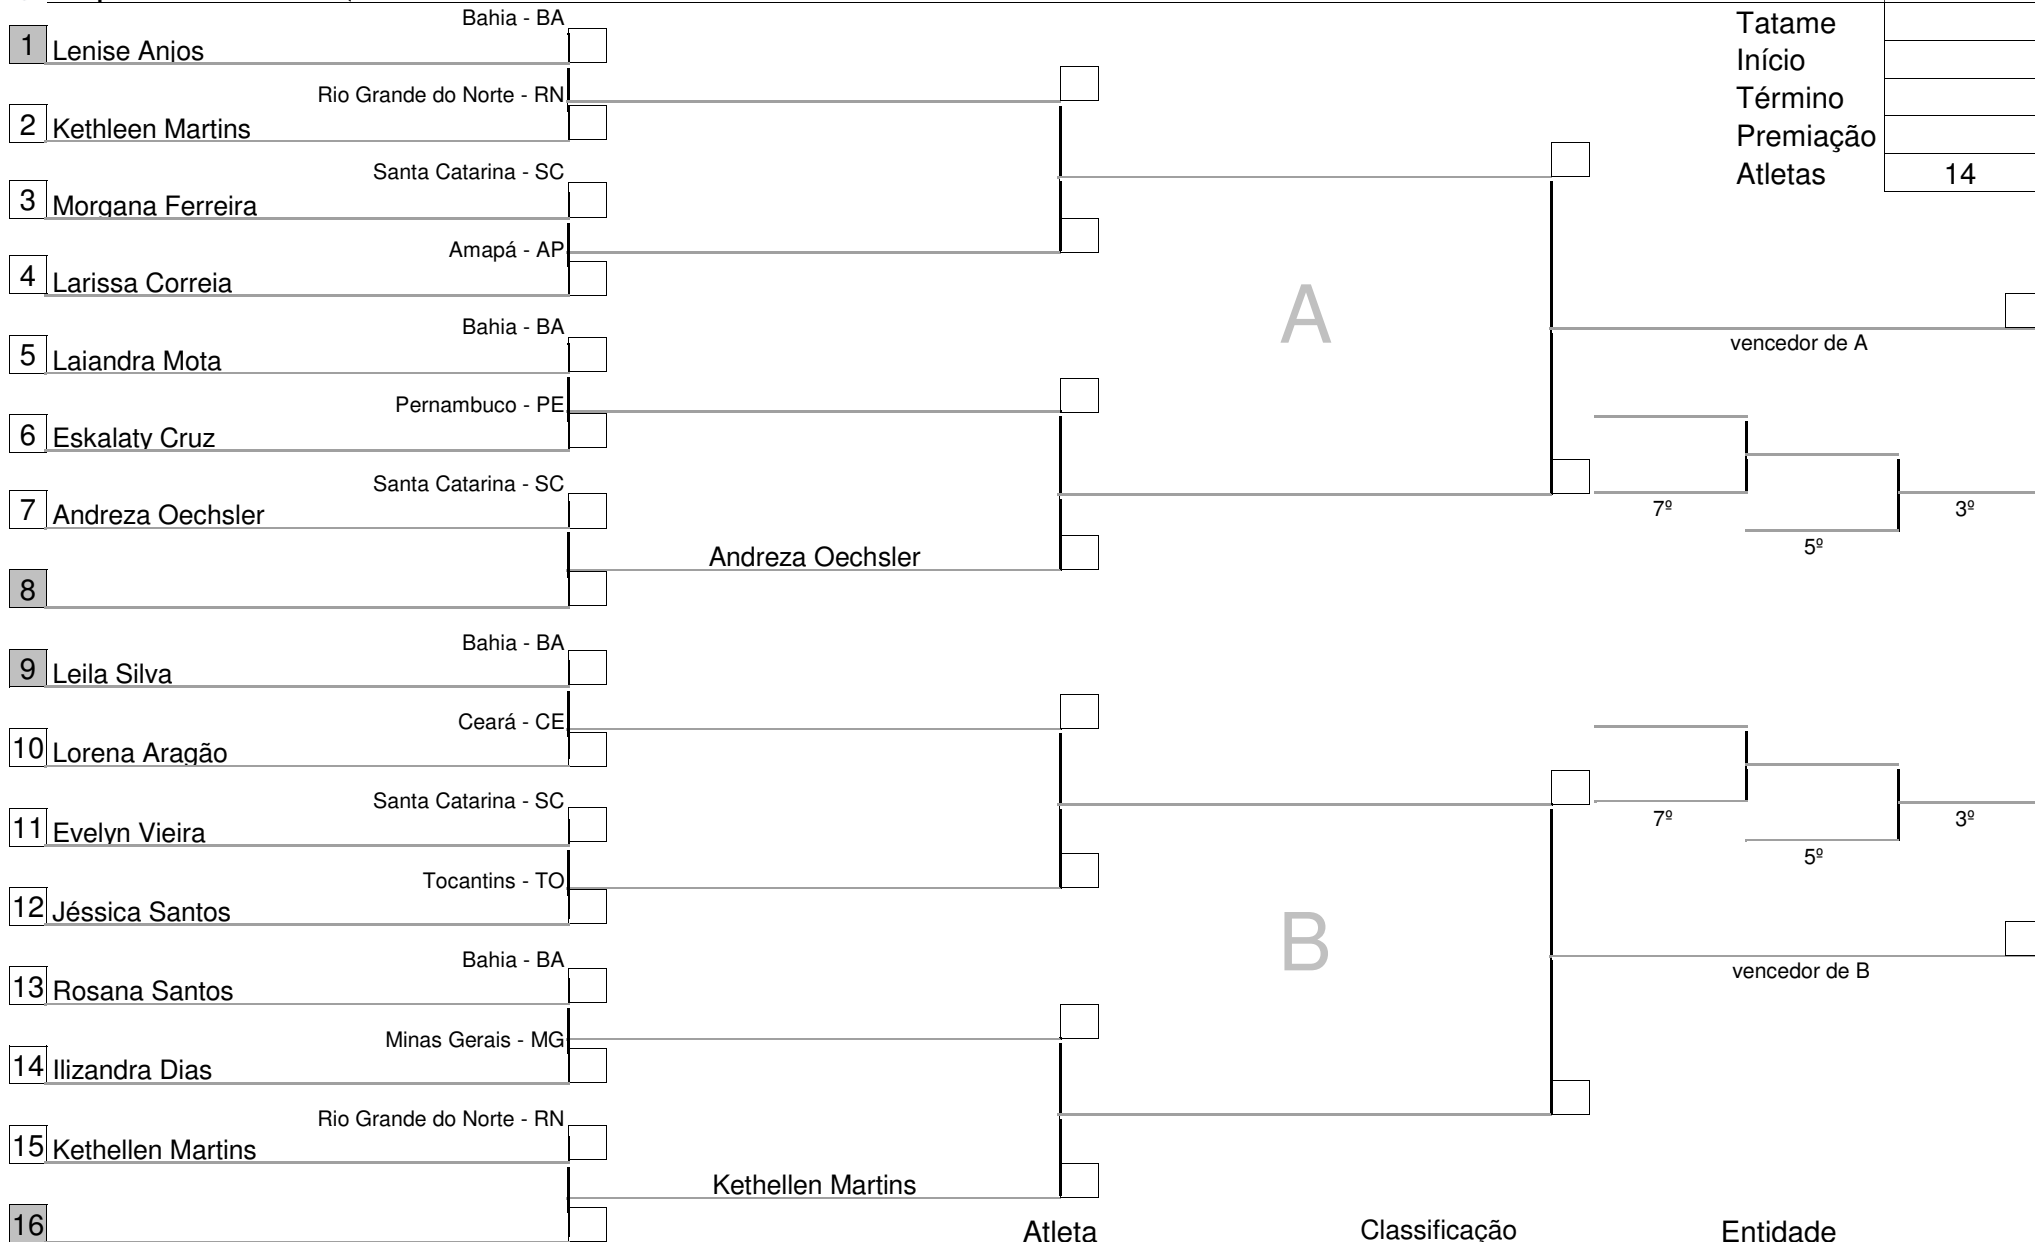 Bahia - BA
1 Lenise Anjos
Rio Grande do Norte - RN
2 Kethleen Martins
Santa Catarina - SC
3 Morgana Ferreira
Amapá - AP
4 Larissa Correia
Bahia - BA
5 Laiandra Mota
Pernambuco - PE
6 Eskalaty Cruz
Santa Catarina - SC
7 Andreza Oechsler
8
Andreza Oechsler
Bahia - BA
9 Leila Silva
Ceará - CE
10 Lorena Aragão
Santa Catarina - SC
11 Evelyn Vieira
Tocantins - TO
12 Jéssica Santos
Bahia - BA
13 Rosana Santos
Minas Gerais - MG
14 Ilizandra Dias
Rio Grande do Norte - RN
15 Kethellen Martins
16
Kethellen Martins
A
B
Tatame
Início
Término
Premiação
Atletas 14
vencedor de A
7º
5º
3º
7º
5º
3º
vencedor de B
Atleta Classificação Entidade